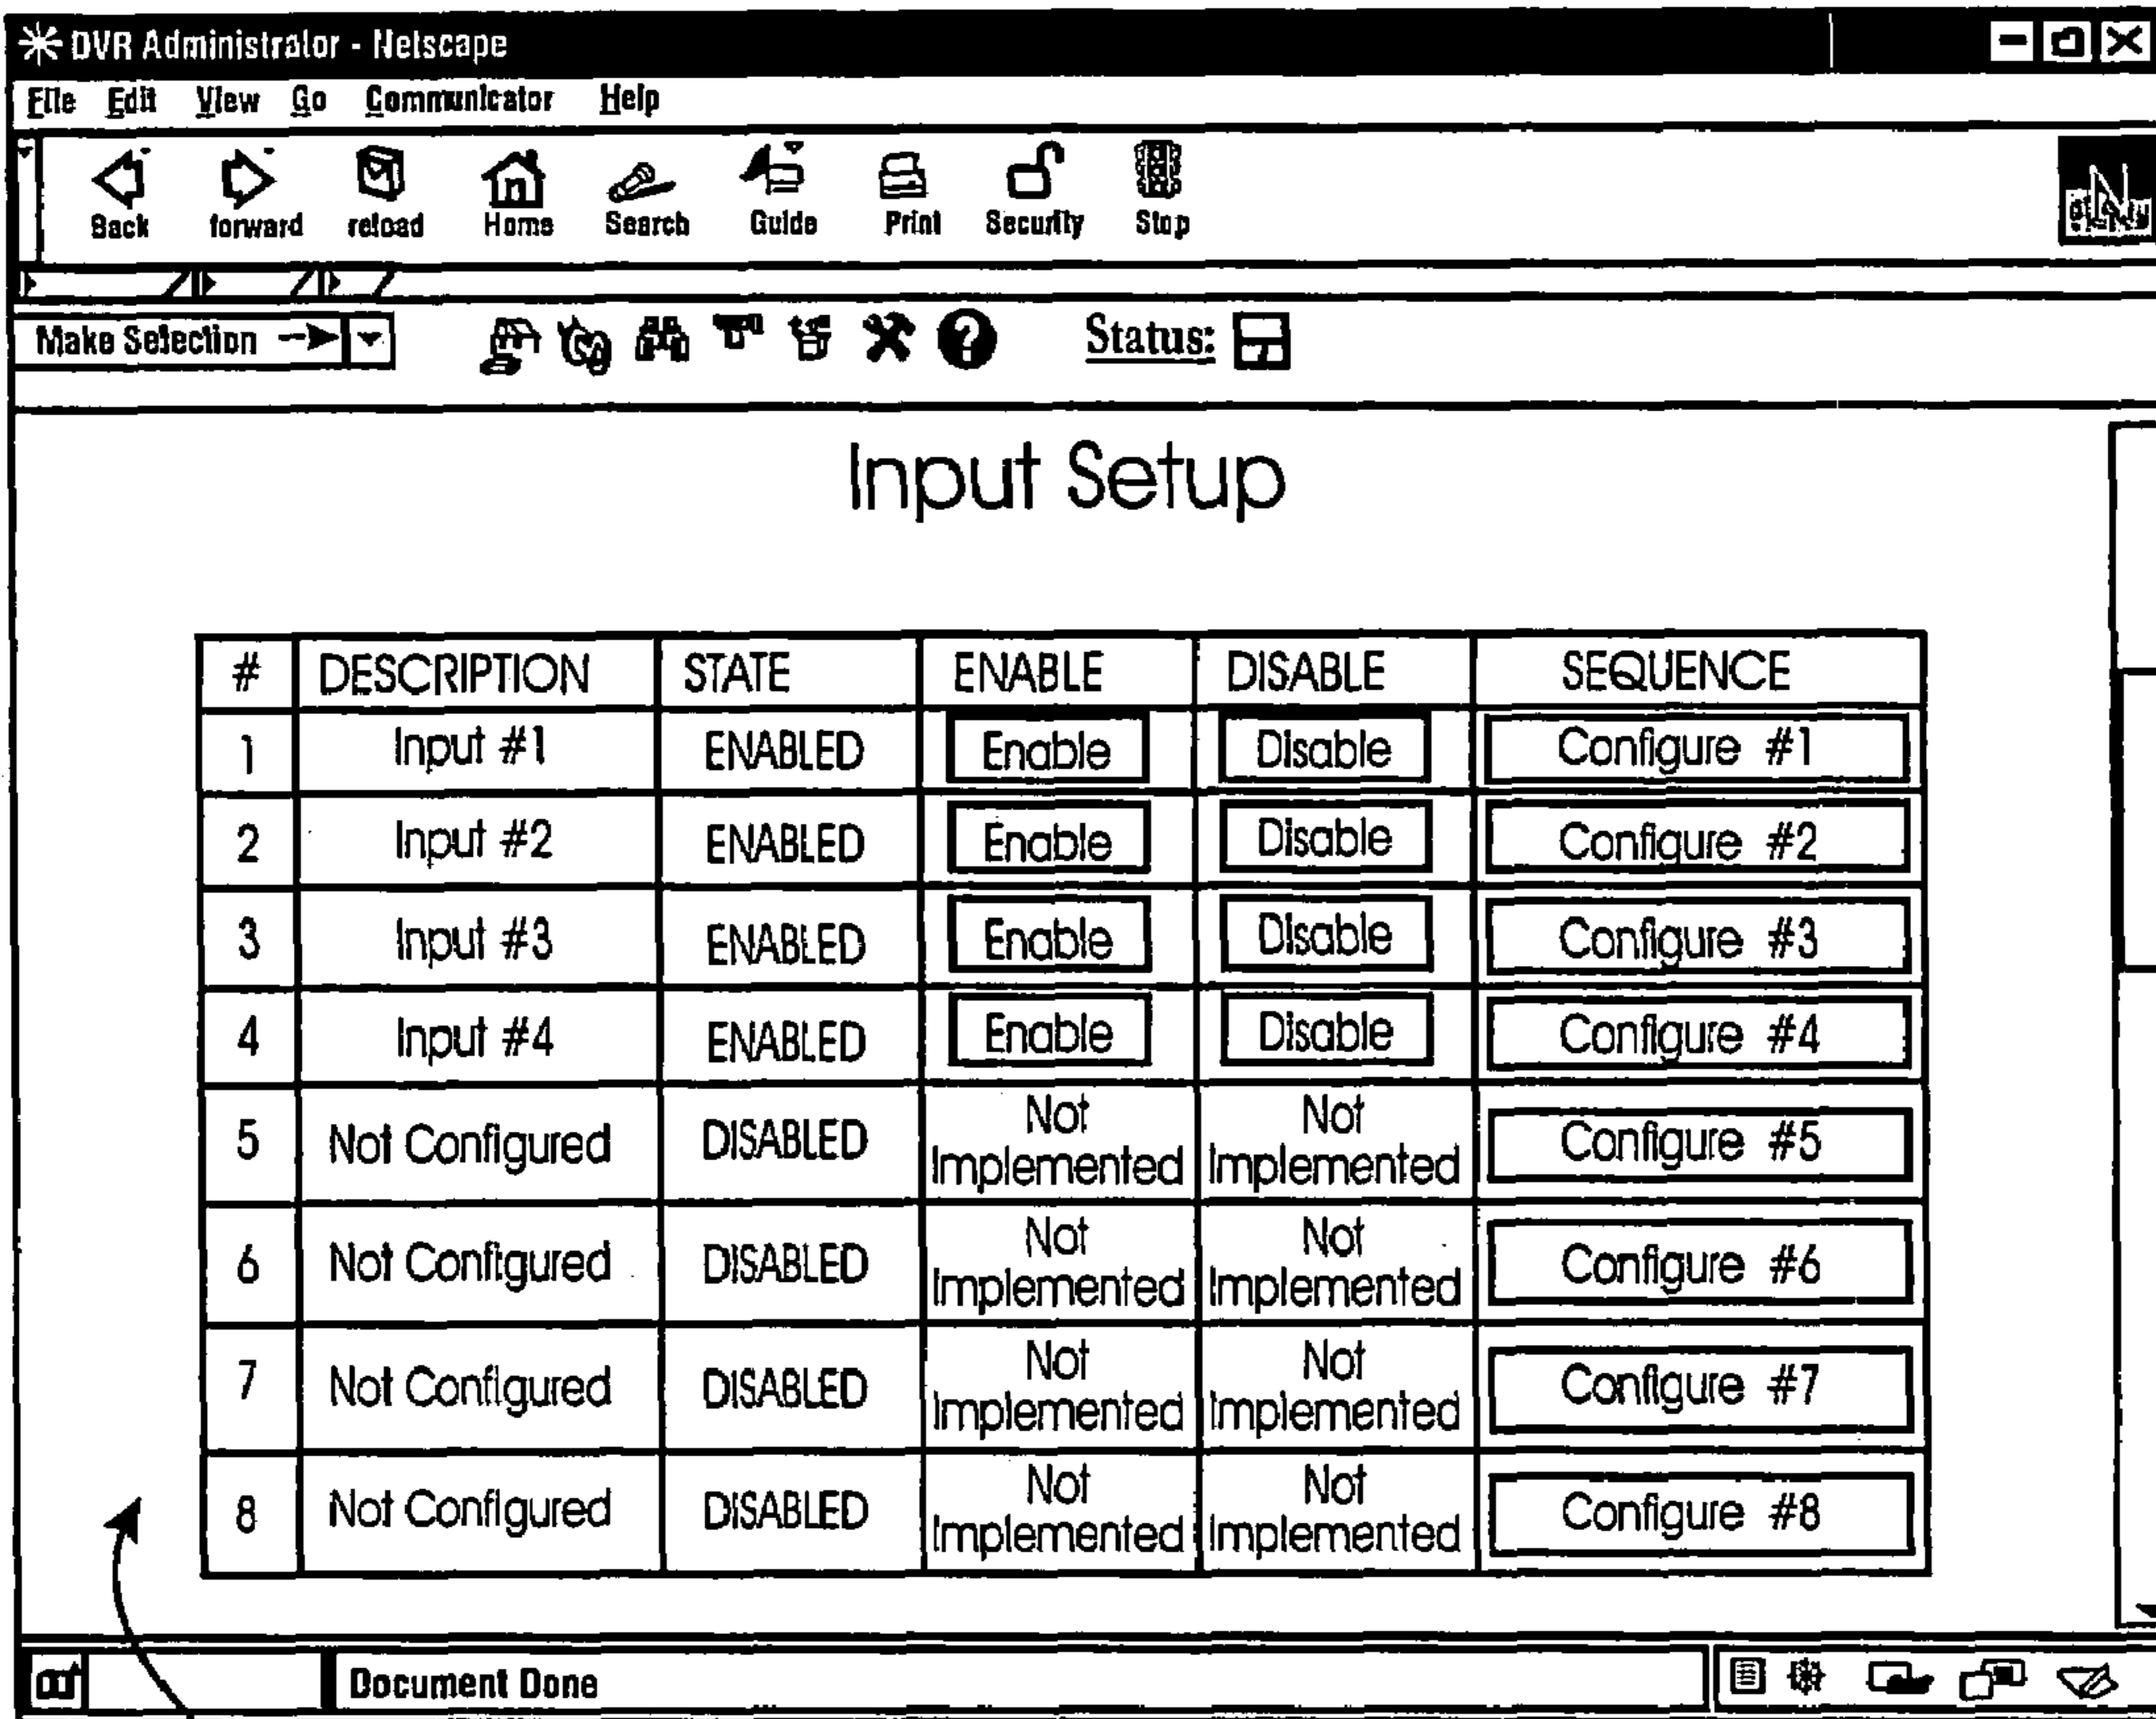 DVR Administrator - Netscape
File Edit View Go Communicator Help
Back forward reload Home Search Guide Print Security Stop
N
Make Selection
Status:
Input Setup
# DESCRIPTION STATE ENABLE DISABLE SEQUENCE
1 Input #1 ENABLED Enable Disable Configure #1
2 Input #2 ENABLED Enable Disable Configure #2
3 Input #3 ENABLED Enable Disable Configure #3
4 Input #4 ENABLED Enable Disable Configure #4
5 Not Configured DISABLED Not Implemented Not Implemented Configure #5
6 Not Configured DISABLED Not Implemented Not Implemented Configure #6
7 Not Configured DISABLED Not Implemented Not Implemented Configure #7
8 Not Configured DISABLED Not Implemented Not Implemented Configure #8
Document Done